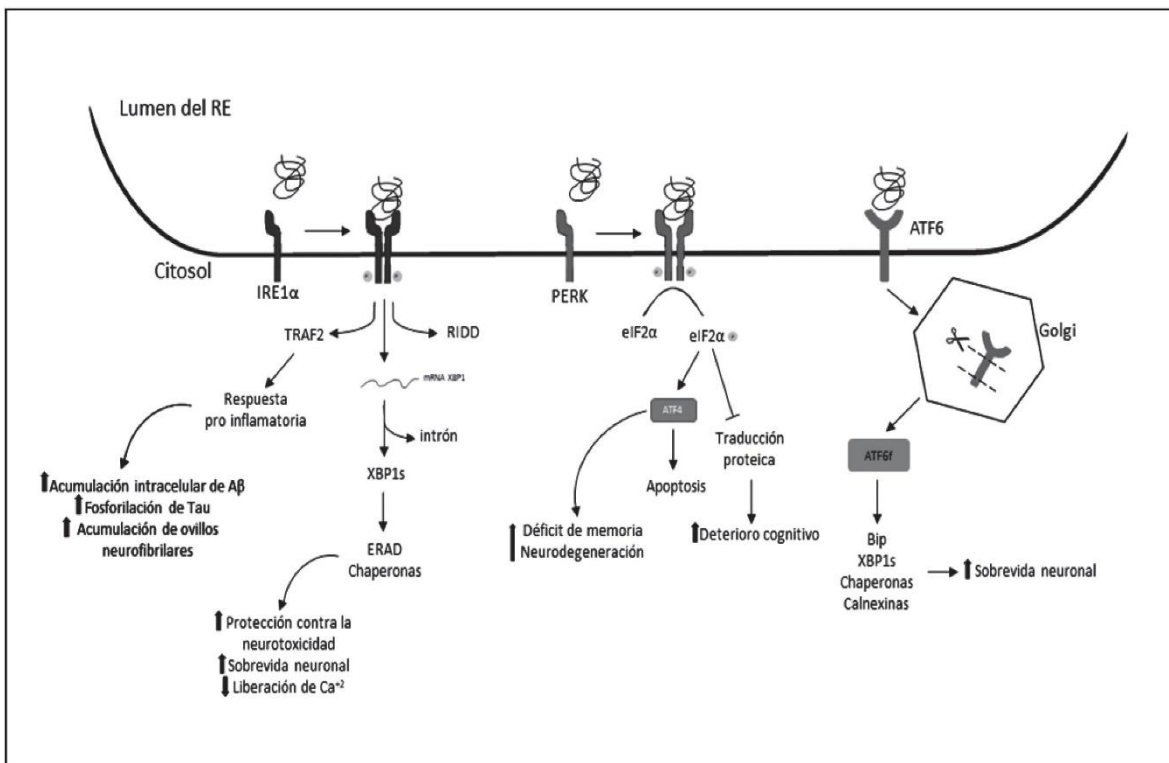 Lumen del RE
Citosol
IRE1α
TRAF2
RIDD
mRNA XBP1
intrón
Respuesta
pro inflamatoria
XBP1s
Acumulación intracelular de Aβ
Fosforilación de Tau
Acumulación de ovillos
neurofibrilares
ERAD
Chaperonas
Protección contra la
neurotoxicidad
Sobrevida neuronal
Liberación de Ca⁺²
PERK
eIF2α
eIF2α
P
P
P
P
P
ATF4
Apoptosis
Traducción
proteica
Déficit de memoria
Neurodegeneración
Deterioro cognitivo
ATF6
Golgi
ATF6f
Bip
XBP1s
Chaperonas
Calnexinas
Sobrevida neuronal